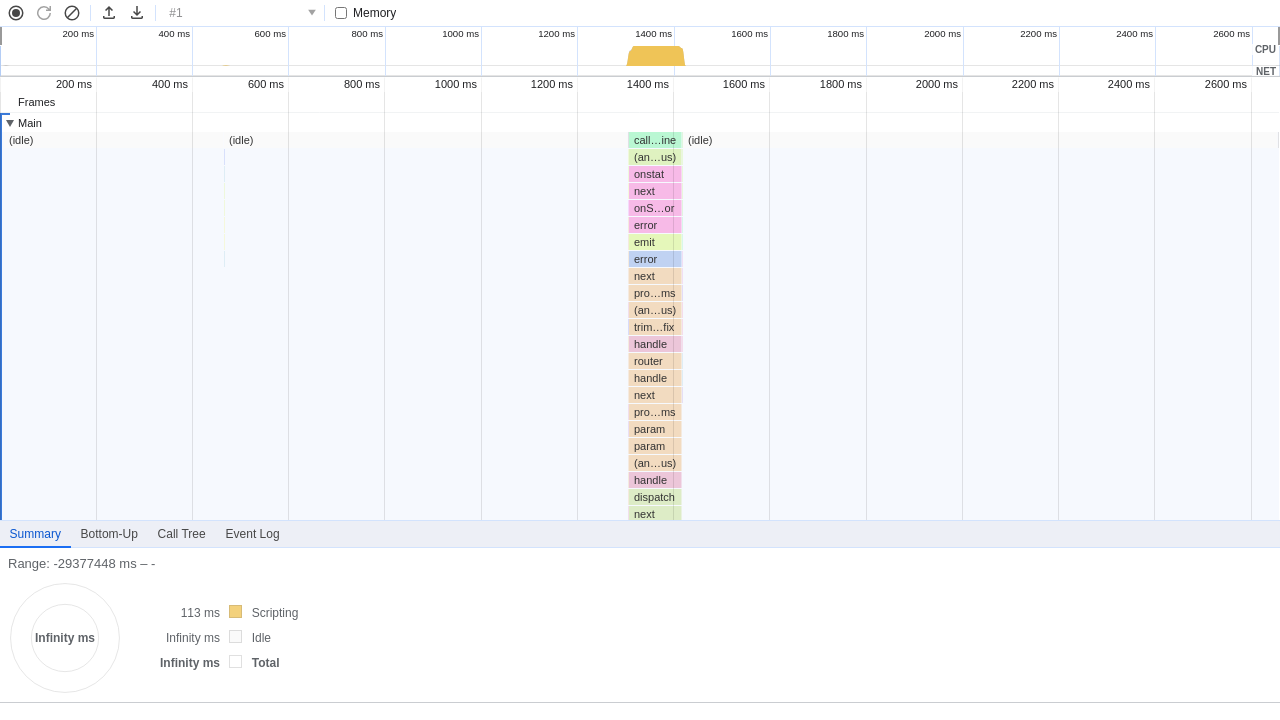 #1 Memory
200 ms 400 ms 600 ms 800 ms 1000 ms 1200 ms 1400 ms 1600 ms 1800 ms 2000 ms 2200 ms 2400 ms 2600 ms
CPU
NET
200 ms 400 ms 600 ms 800 ms 1000 ms 1200 ms 1400 ms 1600 ms 1800 ms 2000 ms 2200 ms 2400 ms 2600 ms
Frames
Main
(idle) (idle) call…ine (idle)
(an…us)
onstat
next
onS…or
error
emit
error
next
pro…ms
(an…us)
trim…fix
handle
router
handle
next
pro…ms
param
param
(an…us)
handle
dispatch
next
Summary Bottom-Up Call Tree Event Log
Range: -29377448 ms – -
113 ms Scripting
Infinity ms Infinity ms Idle
Infinity ms Total